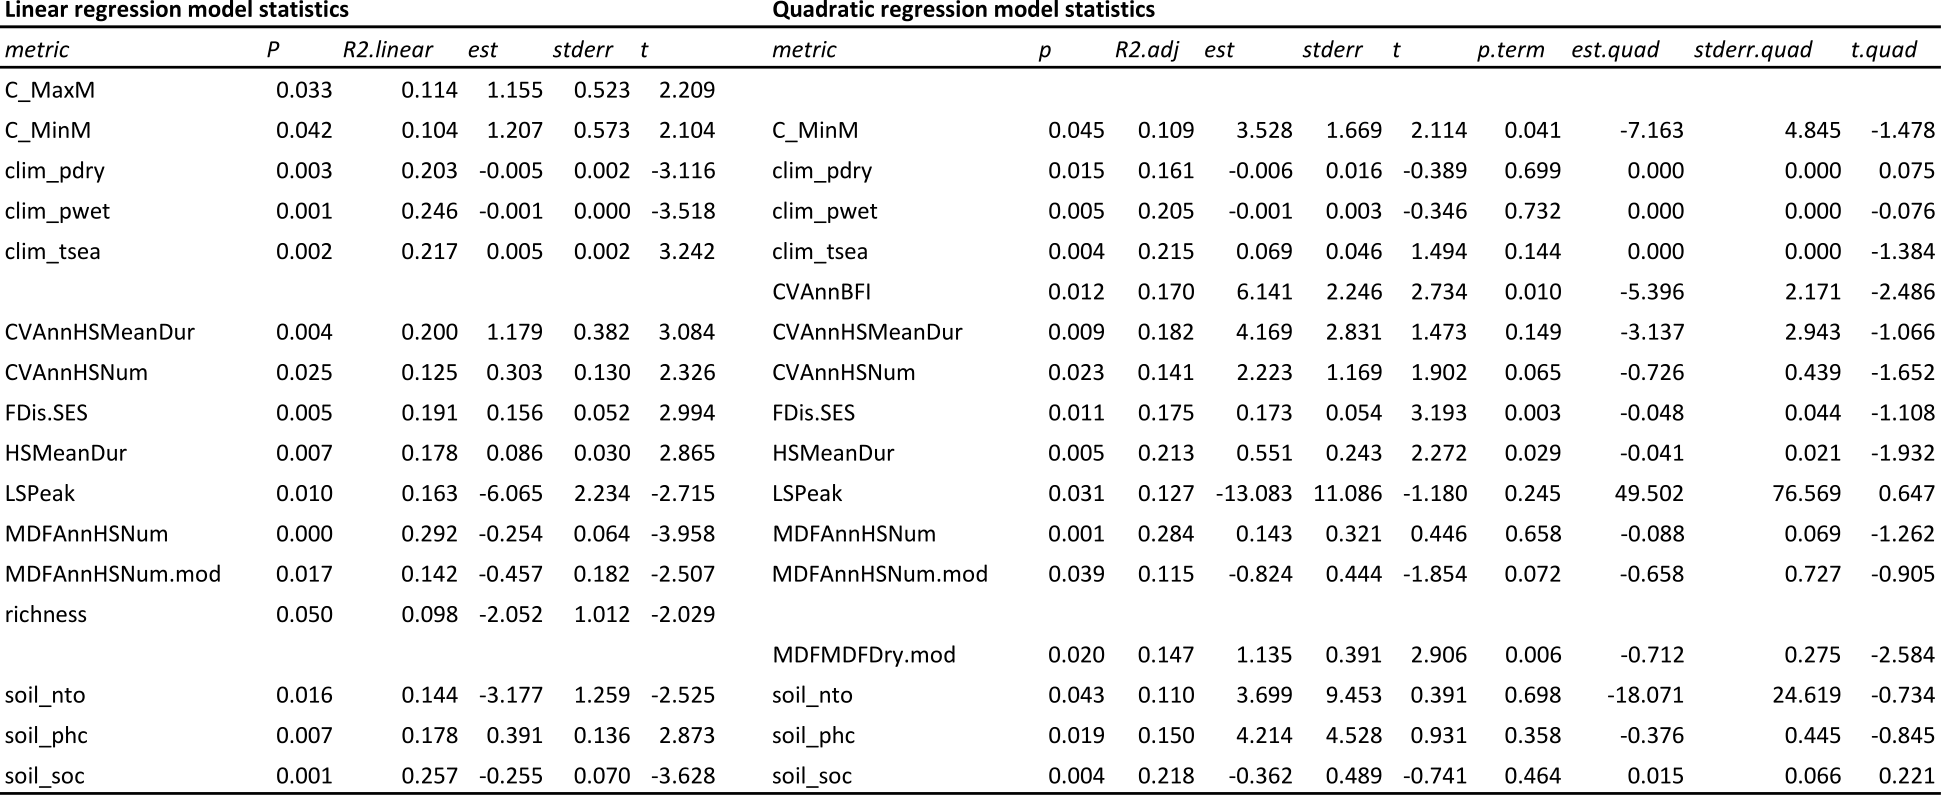 Linear regression model statistics Quadratic regression model statistics
metric P R2.linear est stderr t metric p R2.adj est stderr t p.term est.quad stderr.quad t.quad
C_MaxM 0.033 0.114 1.155 0.523 2.209
C_MinM 0.042 0.104 1.207 0.573 2.104 C_MinM 0.045 0.109 3.528 1.669 2.114 0.041 -7.163 4.845 -1.478
clim_pdry 0.003 0.203 -0.005 0.002 -3.116 clim_pdry 0.015 0.161 -0.006 0.016 -0.389 0.699 0.000 0.000 0.075
clim_pwet 0.001 0.246 -0.001 0.000 -3.518 clim_pwet 0.005 0.205 -0.001 0.003 -0.346 0.732 0.000 0.000 -0.076
clim_tsea 0.002 0.217 0.005 0.002 3.242 clim_tsea 0.004 0.215 0.069 0.046 1.494 0.144 0.000 0.000 -1.384
CVAnnBFI 0.012 0.170 6.141 2.246 2.734 0.010 -5.396 2.171 -2.486
CVAnnHSMeanDur 0.004 0.200 1.179 0.382 3.084 CVAnnHSMeanDur 0.009 0.182 4.169 2.831 1.473 0.149 -3.137 2.943 -1.066
CVAnnHSNum 0.025 0.125 0.303 0.130 2.326 CVAnnHSNum 0.023 0.141 2.223 1.169 1.902 0.065 -0.726 0.439 -1.652
FDis.SES 0.005 0.191 0.156 0.052 2.994 FDis.SES 0.011 0.175 0.173 0.054 3.193 0.003 -0.048 0.044 -1.108
HSMeanDur 0.007 0.178 0.086 0.030 2.865 HSMeanDur 0.005 0.213 0.551 0.243 2.272 0.029 -0.041 0.021 -1.932
LSPeak 0.010 0.163 -6.065 2.234 -2.715 LSPeak 0.031 0.127 -13.083 11.086 -1.180 0.245 49.502 76.569 0.647
MDFAnnHSNum 0.000 0.292 -0.254 0.064 -3.958 MDFAnnHSNum 0.001 0.284 0.143 0.321 0.446 0.658 -0.088 0.069 -1.262
MDFAnnHSNum.mod 0.017 0.142 -0.457 0.182 -2.507 MDFAnnHSNum.mod 0.039 0.115 -0.824 0.444 -1.854 0.072 -0.658 0.727 -0.905
richness 0.050 0.098 -2.052 1.012 -2.029
MDFMDFDry.mod 0.020 0.147 1.135 0.391 2.906 0.006 -0.712 0.275 -2.584
soil_nto 0.016 0.144 -3.177 1.259 -2.525 soil_nto 0.043 0.110 3.699 9.453 0.391 0.698 -18.071 24.619 -0.734
soil_phc 0.007 0.178 0.391 0.136 2.873 soil_phc 0.019 0.150 4.214 4.528 0.931 0.358 -0.376 0.445 -0.845
soil_soc 0.001 0.257 -0.255 0.070 -3.628 soil_soc 0.004 0.218 -0.362 0.489 -0.741 0.464 0.015 0.066 0.221